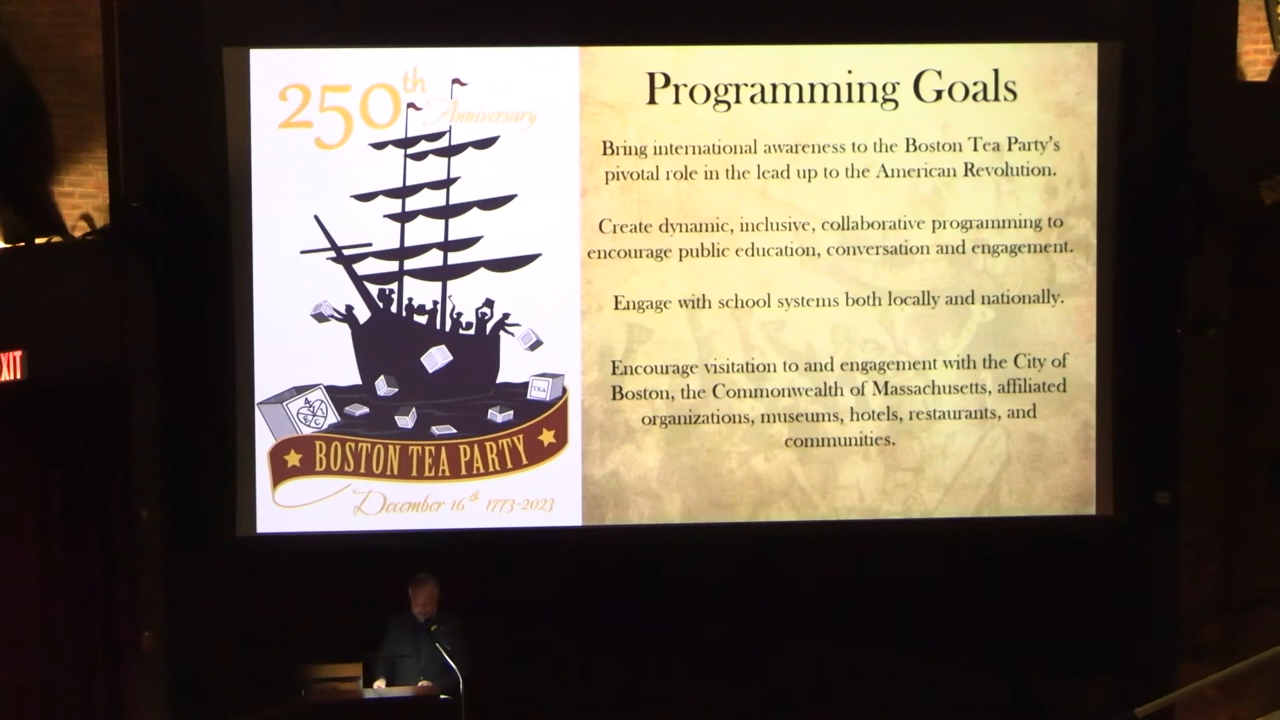 250th
Anniversary
TEA
BOSTON TEA PARTY
December 16th 1773-2023
Programming Goals
Bring international awareness to the Boston Tea Party's
pivotal role in the lead up to the American Revolution.
Create dynamic, inclusive, collaborative programming to
encourage public education, conversation and engagement.
Engage with school systems both locally and nationally.
Encourage visitation to and engagement with the City of
Boston, the Commonwealth of Massachusetts, affiliated
organizations, museums, hotels, restaurants, and
communities.
XIT